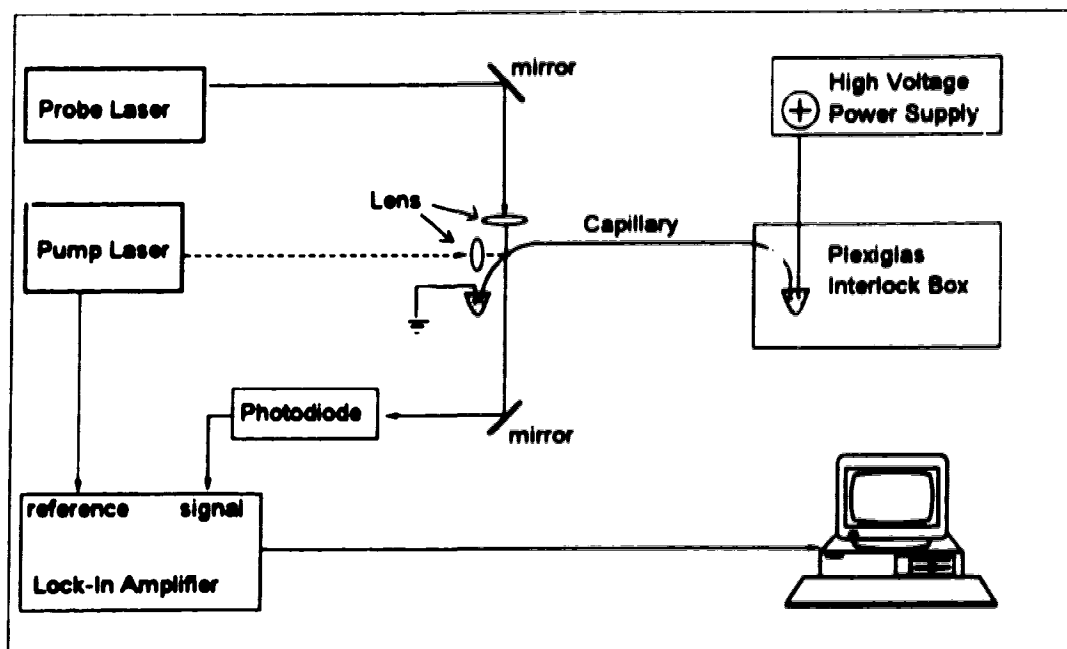 mirror
Probe Laser
High Voltage
Power Supply
Lens
Capillary
Pump Laser
Plexiglas
Interlock Box
Photodiode
mirror
reference signal
Lock-In Amplifier